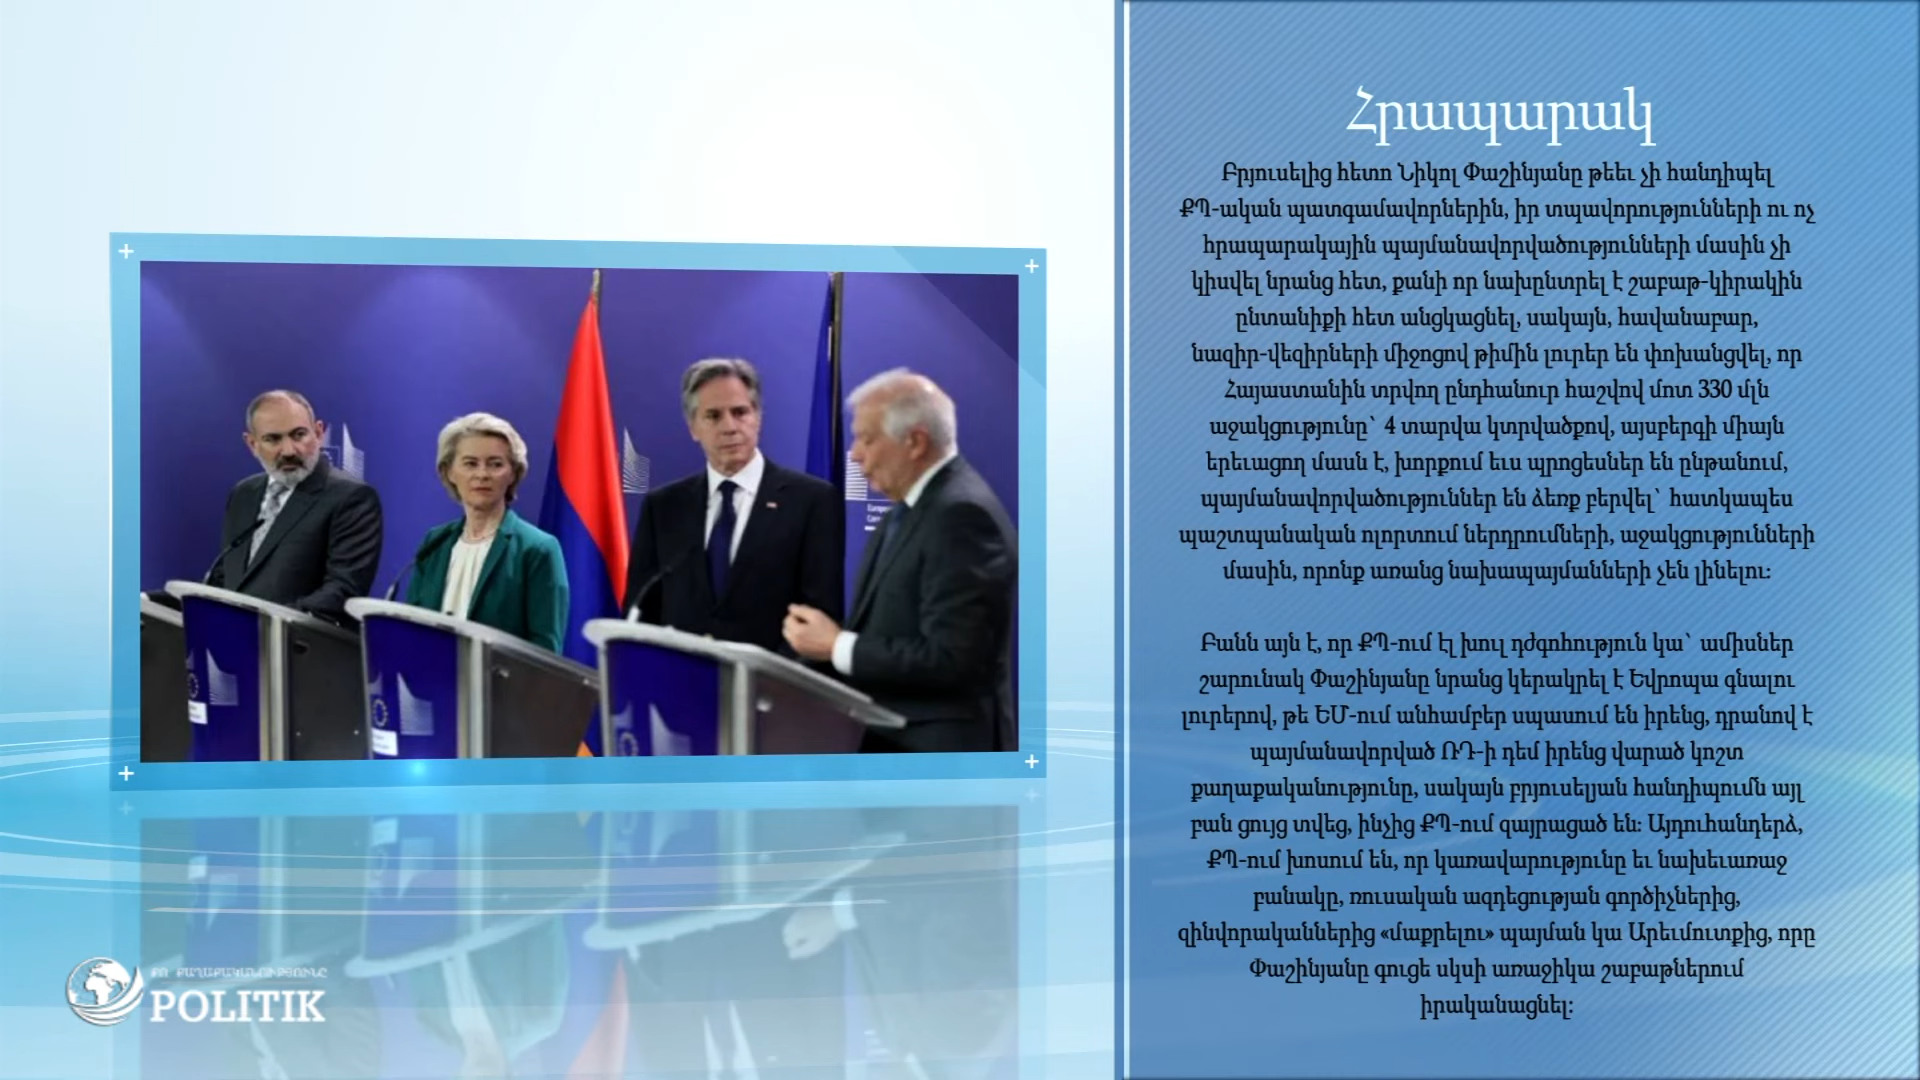 Հրապարակ
Բրյուսելից հետո Նիկոլ Փաշինյանը թեեւ չի հանդիպել
ՔՊ-ական պատգամավորներին, իր տպավորությունների ու ոչ
հրապարակային պայմանավորվածությունների մասին չի
կիսվել նրանց հետ, քանի որ նախընտրել է շաբաթ-կիրակին
ընտանիքի հետ անցկացնել, սակայն, հավանաբար,
նազիր-վեզիրների միջոցով թիմին լուրեր են փոխանցվել, որ
Հայաստանին տրվող ընդհանուր հաշվով մոտ 330 մլն
աջակցությունը՝ 4 տարվա կտրվածքով, այսբերգի միայն
երեւացող մասն է, խորքում եւս պրոցեսներ են ընթանում,
պայմանավորվածություններ են ձեռք բերվել՝ հատկապես
պաշտպանական ոլորտում ներդրումների, աջակցությունների
մասին, որոնք առանց նախապայմանների չեն լինելու:
Բանն այն է, որ ՔՊ-ում էլ խուլ դժգոհություն կա՝ ամիսներ
շարունակ Փաշինյանը նրանց կերակրել է Եվրոպա գնալու
լուրերով, թե ԵՄ-ում անհամբեր սպասում են իրենց, դրանով է
պայմանավորված ՌԴ-ի դեմ իրենց վարած կոշտ
քաղաքականությունը, սակայն բրյուսելյան հանդիպումն այլ
բան ցույց տվեց, ինչից ՔՊ-ում զայրացած են: Այդուհանդերձ,
ՔՊ-ում խոսում են, որ կառավարությունը եւ նախեւառաջ
բանակը, ռուսական ազդեցության գործիչներից,
զինվորականներից «մաքրելու» պայման կա Արեւմուտքից, որը
Փաշինյանը գուցե սկսի առաջիկա շաբաթներում
իրականացնել:
ՔՈ ՔԱՂԱՔԱԿԱՆՈՒԹՅՈՒՆԸ
POLITIK